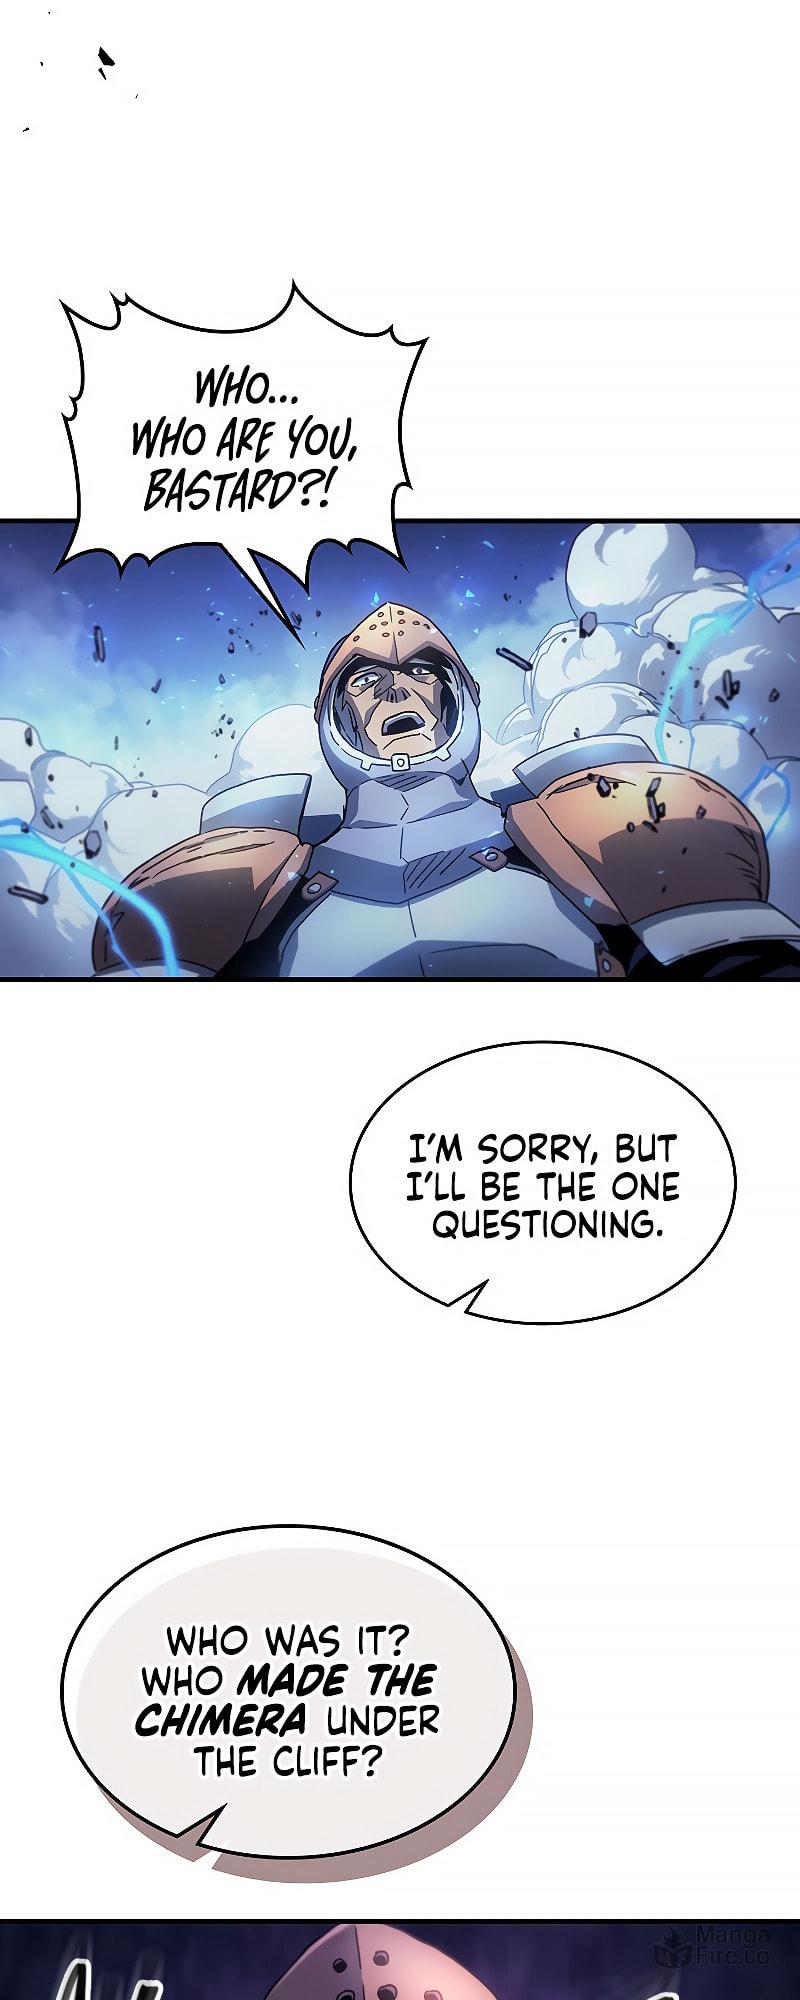 WHO...
WHO ARE YOU,
BASTARD?!
I'M SORRY, BUT
I'LL BE THE ONE
QUESTIONING.
WHO WAS IT?
WHO MADE THE
CHIMERA UNDER
THE CLIFF?
Manga
Fire.to